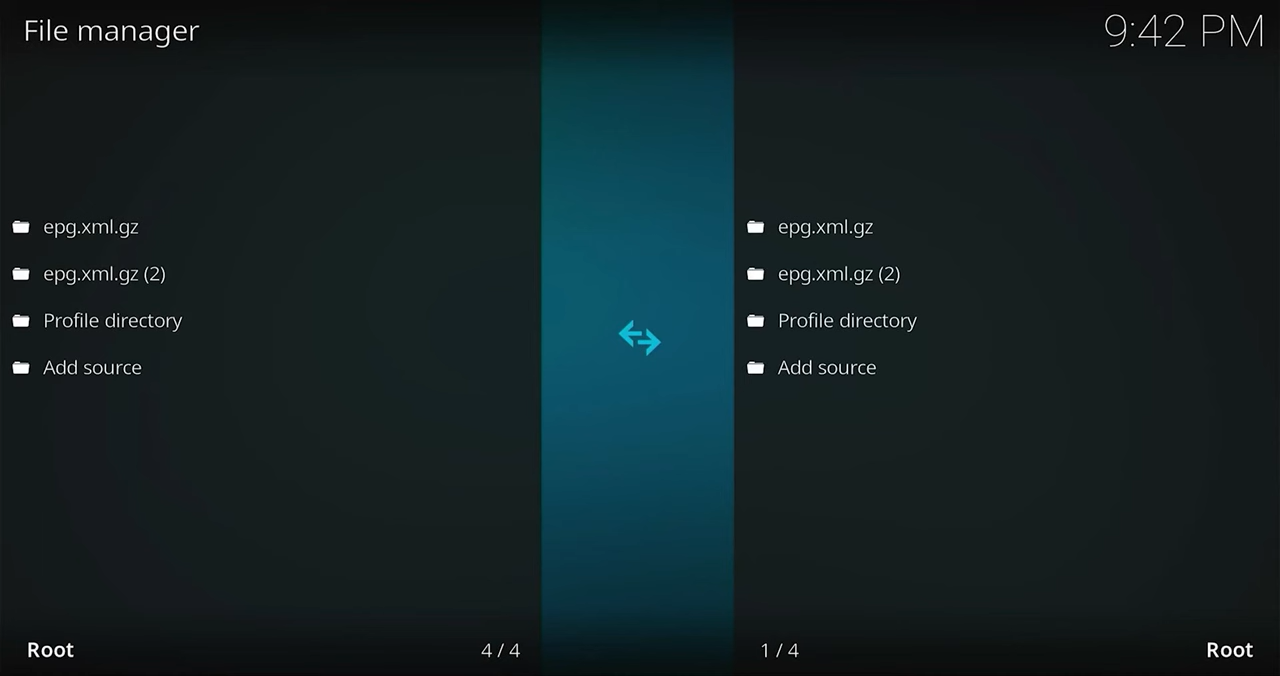 File manager
9:42 PM
epg.xml.gz
epg.xml.gz (2)
Profile directory
Add source
epg.xml.gz
epg.xml.gz (2)
Profile directory
Add source
Root
4 / 4
1 / 4
Root